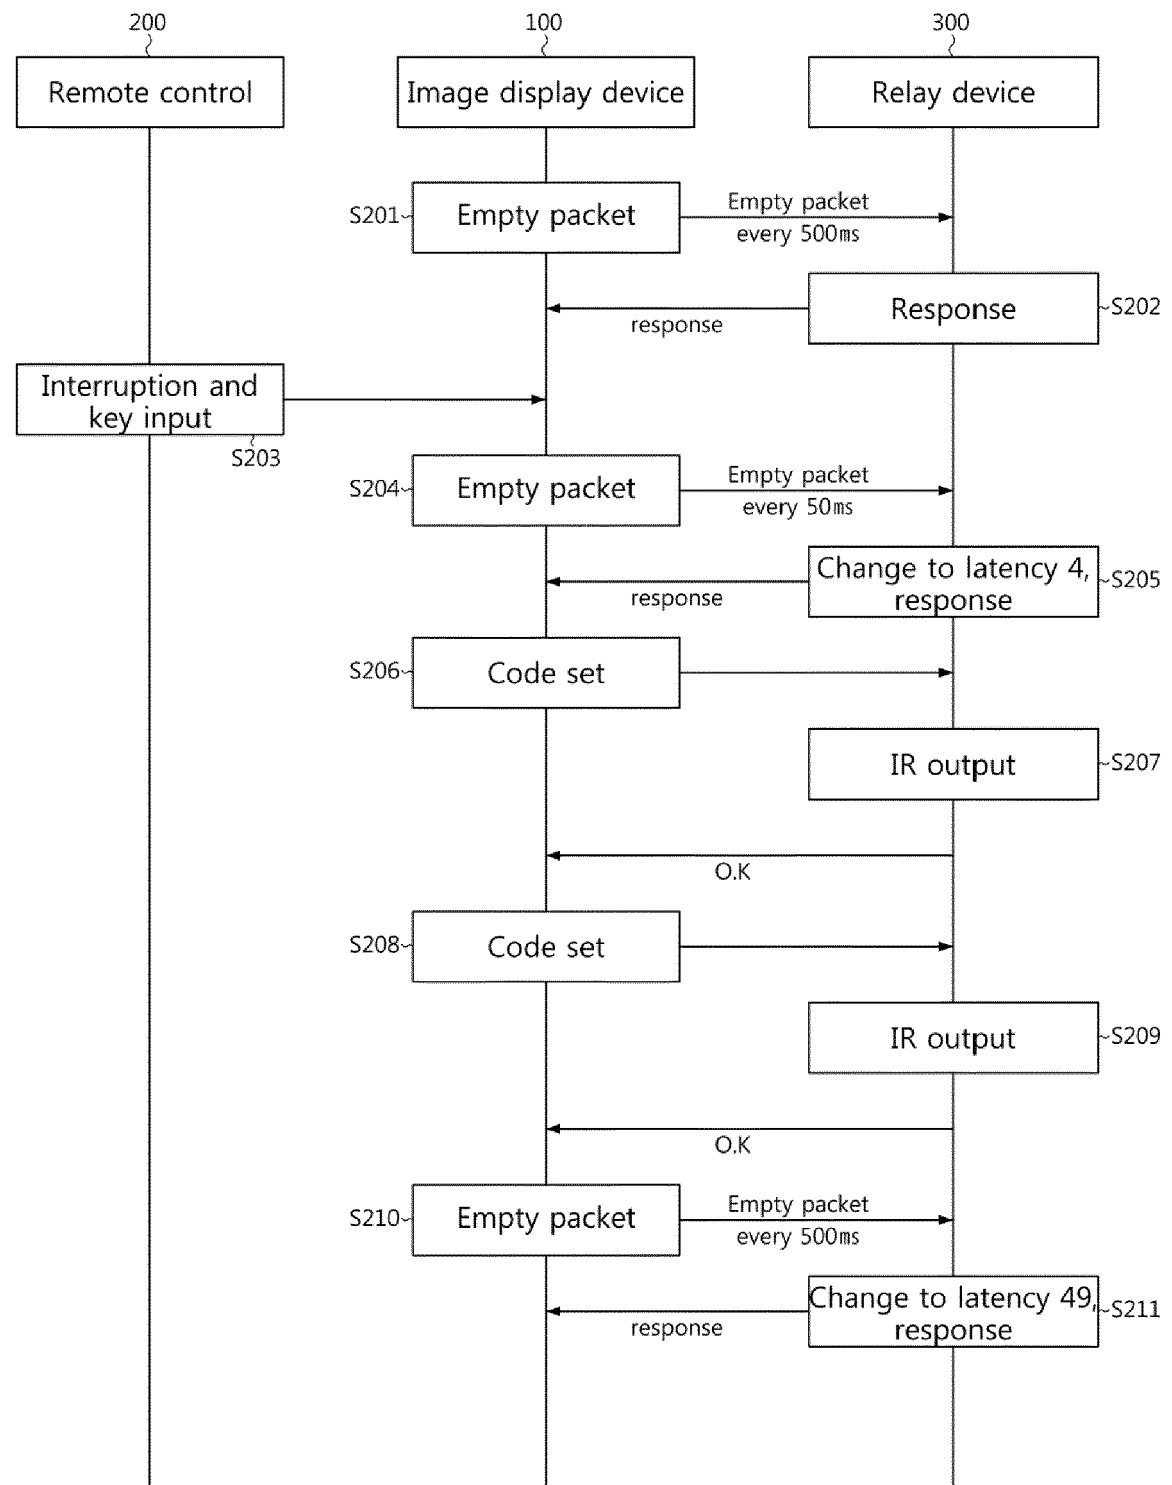 200
100
300
Remote control
Image display device
Relay device
S201
Empty packet
Empty packet
every 500ms
Response
S202
response
Interruption and
key input
S203
S204
Empty packet
Empty packet
every 50ms
Change to latency 4,
response
S205
response
S206
Code set
IR output
S207
O.K
S208
Code set
IR output
S209
O.K
S210
Empty packet
Empty packet
every 500ms
Change to latency 49,
response
S211
response